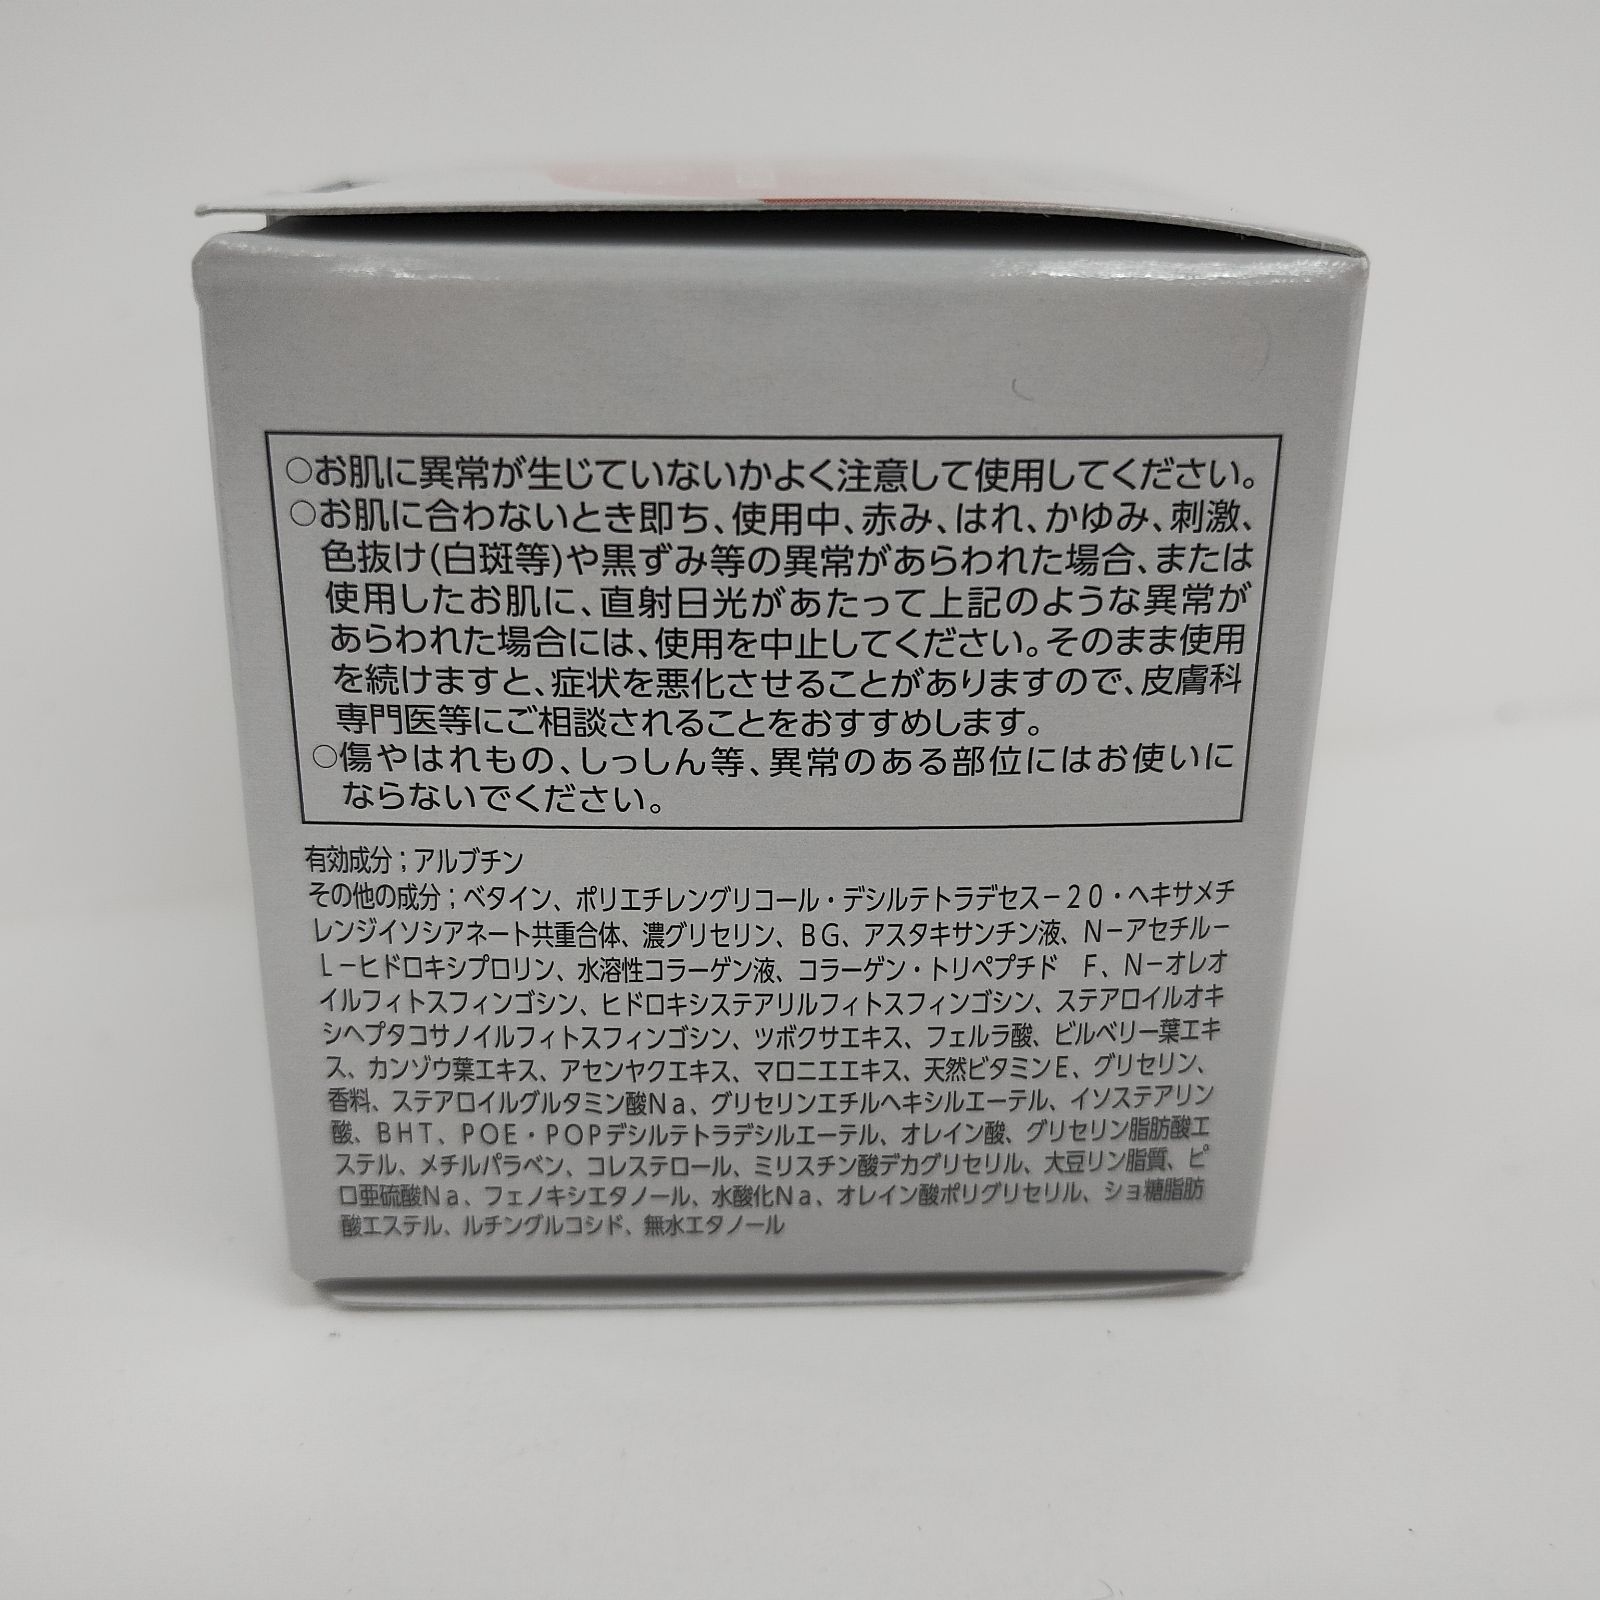 ○お肌に異常が生じていないかよく注意して使用してください。
○お肌に合わないとき即ち、使用中、赤み、はれ、かゆみ、刺激、
色抜け(白斑等)や黒ずみ等の異常があらわれた場合、または
使用したお肌に、直射日光があたって上記のような異常が
あらわれた場合には、使用を中止してください。そのまま使用
を続けますと、症状を悪化させることがありますので、皮膚科
専門医等にご相談されることをおすすめします。
○傷やはれもの、しっしん等、異常のある部位にはお使いに
ならないでください。
有効成分；アルブチン
その他の成分；ベタイン、ポリエチレングリコール・デシルテトラデセス－２０・ヘキサメチ
レンジイソシアネート共重合体、濃グリセリン、ＢＧ、アスタキサンチン液、Ｎ－アセチル－
Ｌ－ヒドロキシプロリン、水溶性コラーゲン液、コラーゲン・トリペプチド　Ｆ、Ｎ－オレオ
イルフィトスフィンゴシン、ヒドロキシステアリルフィトスフィンゴシン、ステアロイルオキ
シヘプタコサノイルフィトスフィンゴシン、ツボクサエキス、フェルラ酸、ビルベリー葉エキ
ス、カンゾウ葉エキス、アセンヤクエキス、マロニエエキス、天然ビタミンＥ、グリセリン、
香料、ステアロイルグルタミン酸Ｎａ、グリセリンエチルヘキシルエーテル、イソステアリン
酸、ＢＨＴ、ＰＯＥ・ＰＯＰデシルテトラデシルエーテル、オレイン酸、グリセリン脂肪酸エ
ステル、メチルパラベン、コレステロール、ミリスチン酸デカグリセリル、大豆リン脂質、ピ
ロ亜硫酸Ｎａ、フェノキシエタノール、水酸化Ｎａ、オレイン酸ポリグリセリル、ショ糖脂肪
酸エステル、ルチングルコシド、無水エタノール